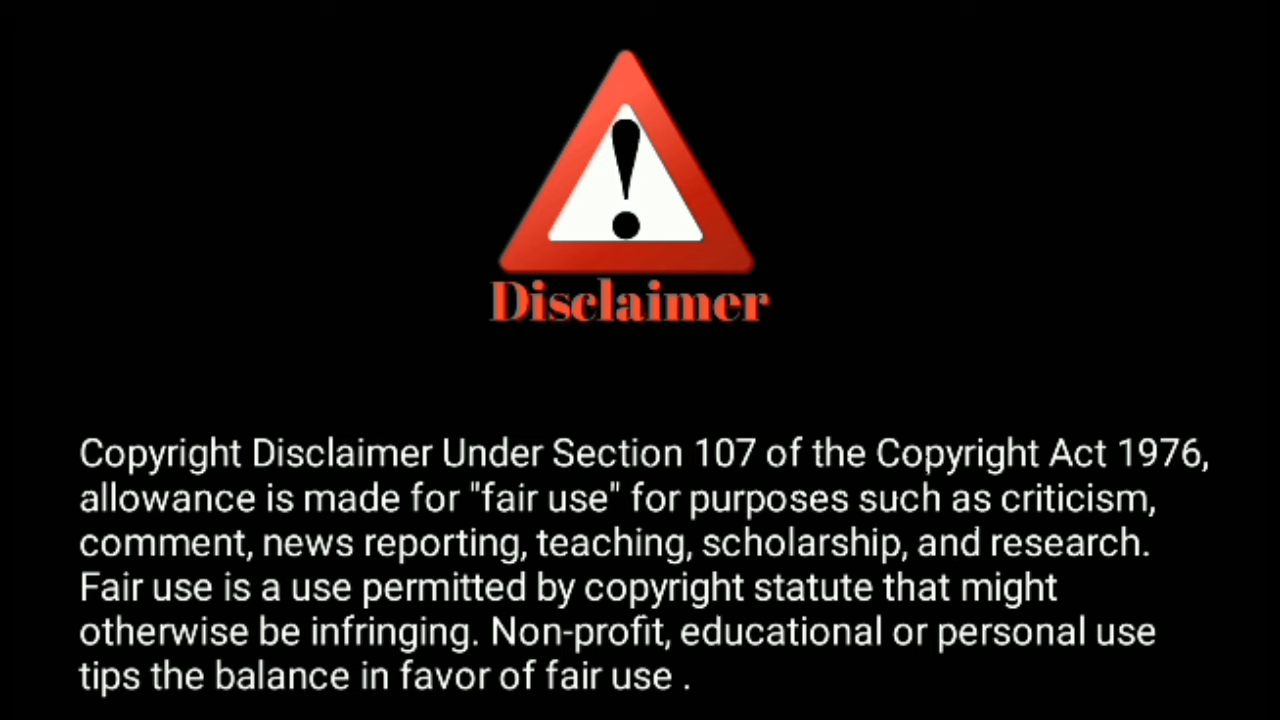 Disclaimer
Copyright Disclaimer Under Section 107 of the Copyright Act 1976,
allowance is made for "fair use" for purposes such as criticism,
comment, news reporting, teaching, scholarship, and research.
Fair use is a use permitted by copyright statute that might
otherwise be infringing. Non-profit, educational or personal use
tips the balance in favor of fair use .